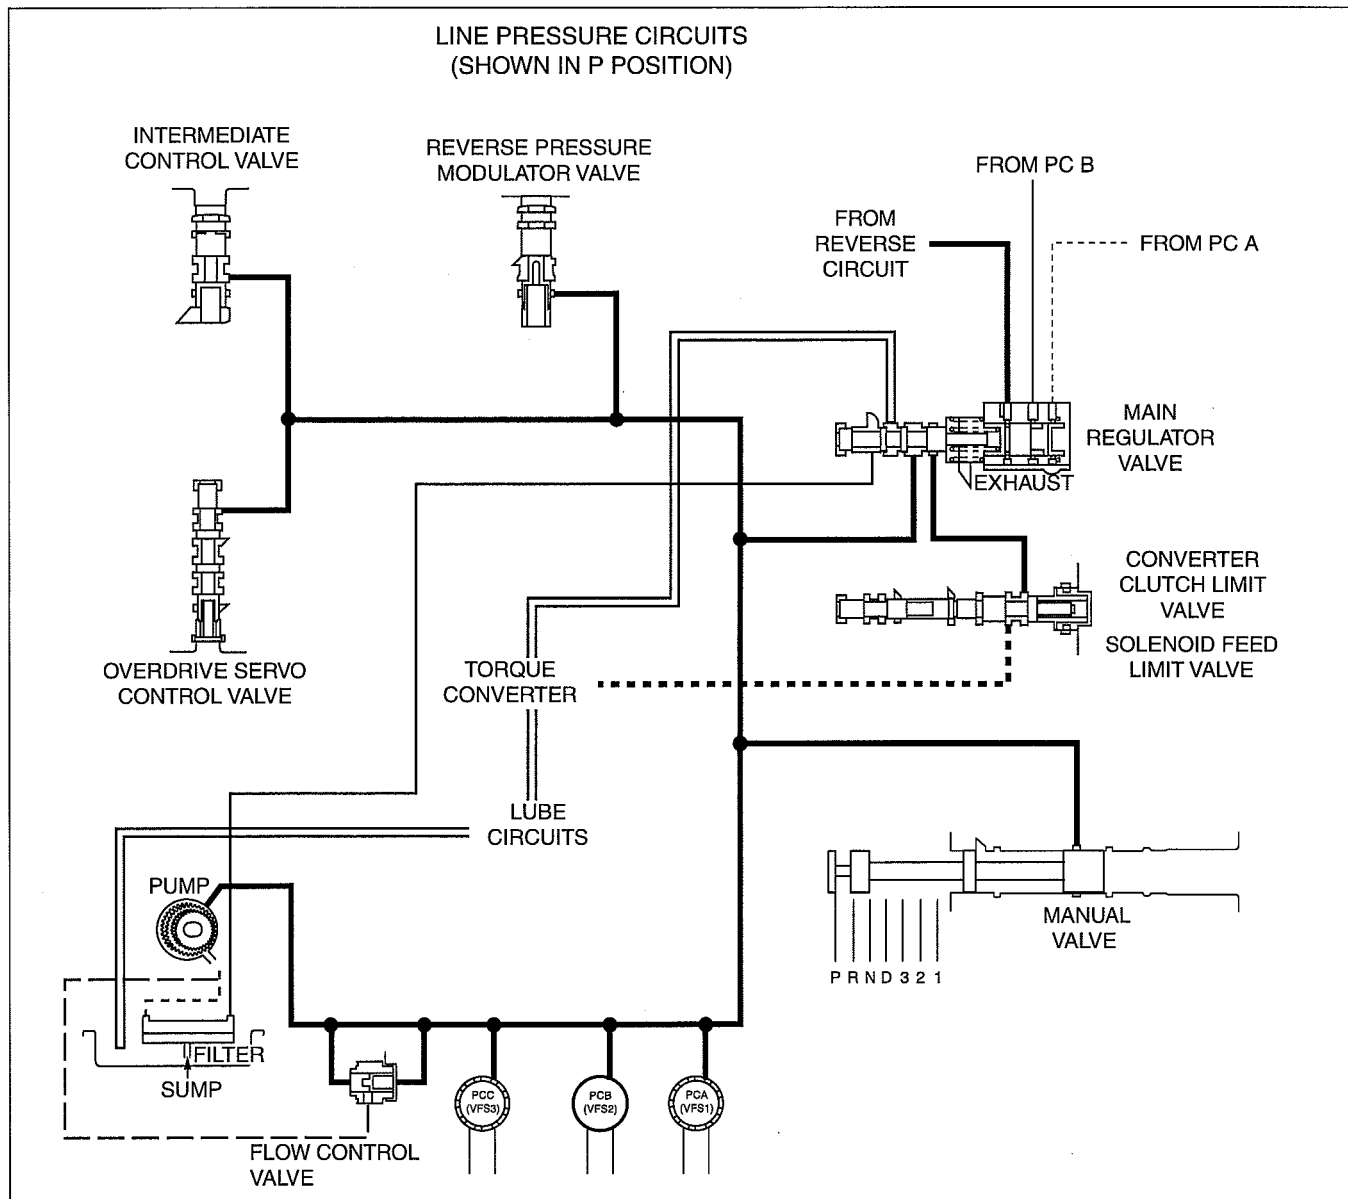 LINE PRESSURE CIRCUITS
(SHOWN IN P POSITION)
INTERMEDIATE
CONTROL VALVE
REVERSE PRESSURE
MODULATOR VALVE
FROM PC B
FROM
REVERSE
CIRCUIT
FROM PC A
MAIN
REGULATOR
VALVE
EXHAUST
CONVERTER
CLUTCH LIMIT
VALVE
SOLENOID FEED
LIMIT VALVE
OVERDRIVE SERVO
CONTROL VALVE
TORQUE
CONVERTER
LUBE
CIRCUITS
PUMP
MANUAL
VALVE
P R N D 3 2 1
FILTER
SUMP
FLOW CONTROL
VALVE
PCC
(VFS3)
PCB
(VFS2)
PCA
(VFS1)